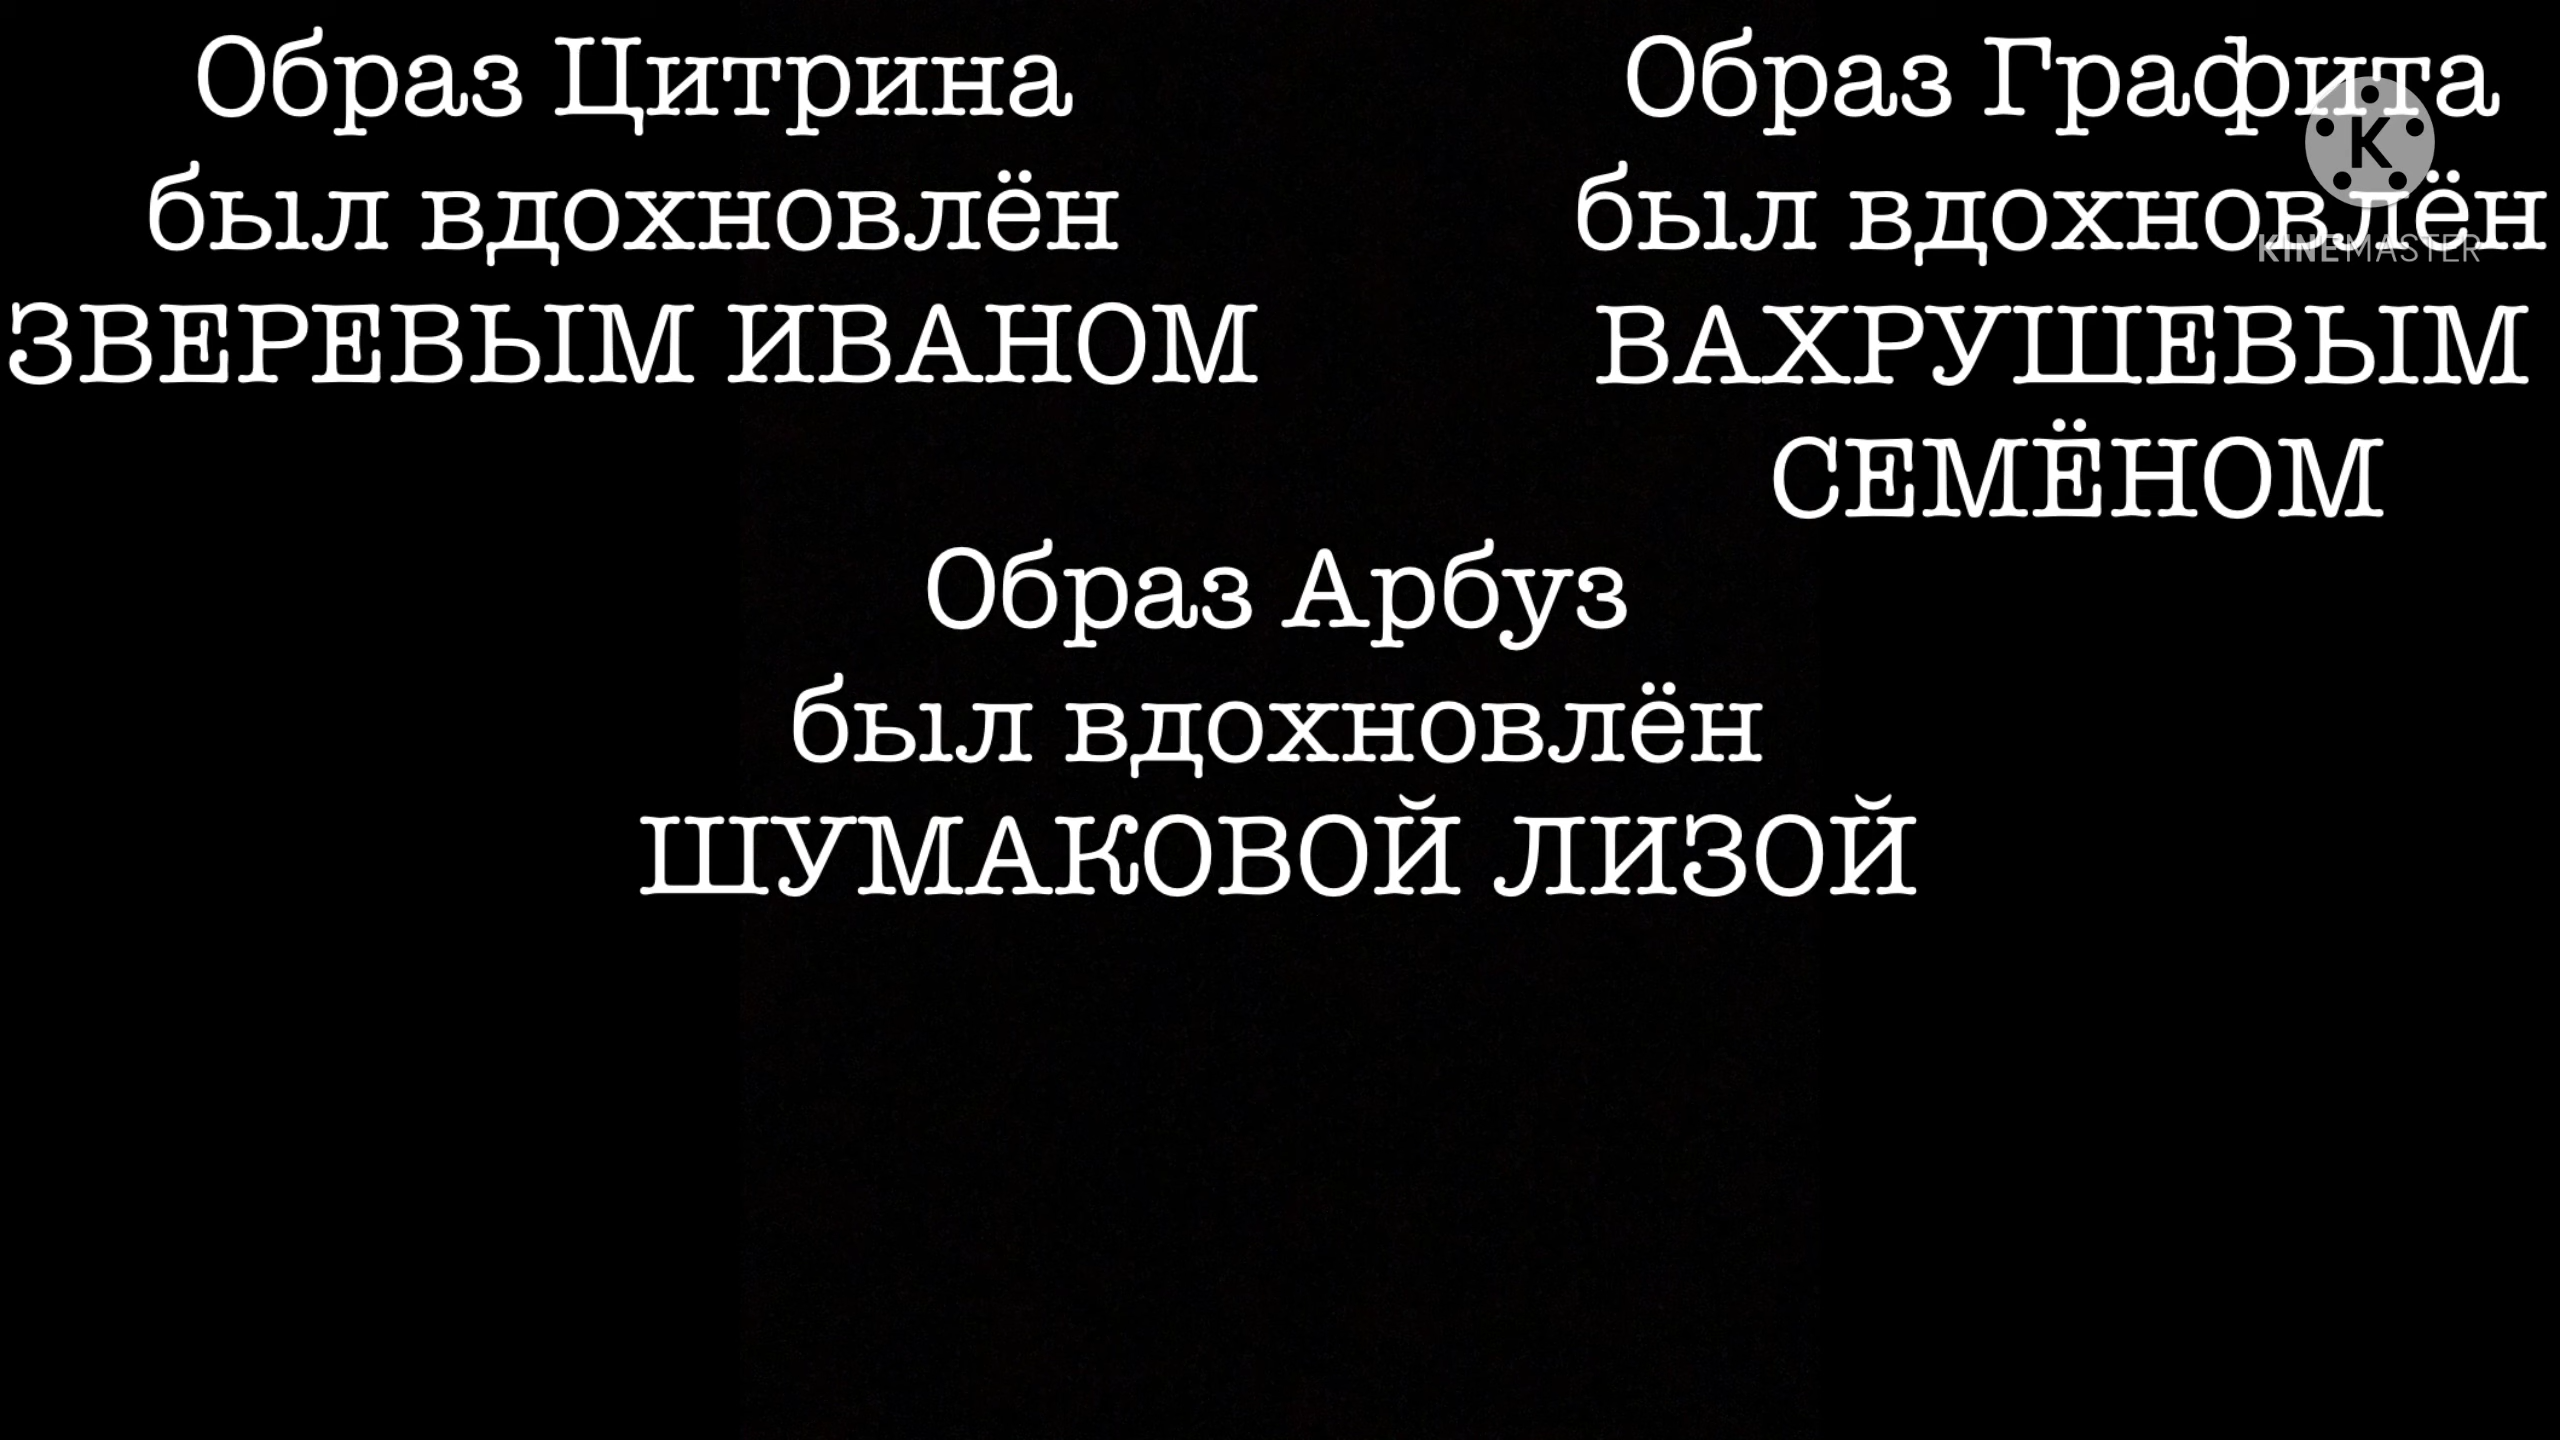 Образ Цитрина
был вдохновлён
ЗВЕРЕВЫМ ИВАНОМ
Образ Графита
был вдохновлён
ВАХРУШЕВЫМ
СЕМЁНОМ
K
KINEMASTER
Образ Арбуз
был вдохновлён
ШУМАКОВОЙ ЛИЗОЙ